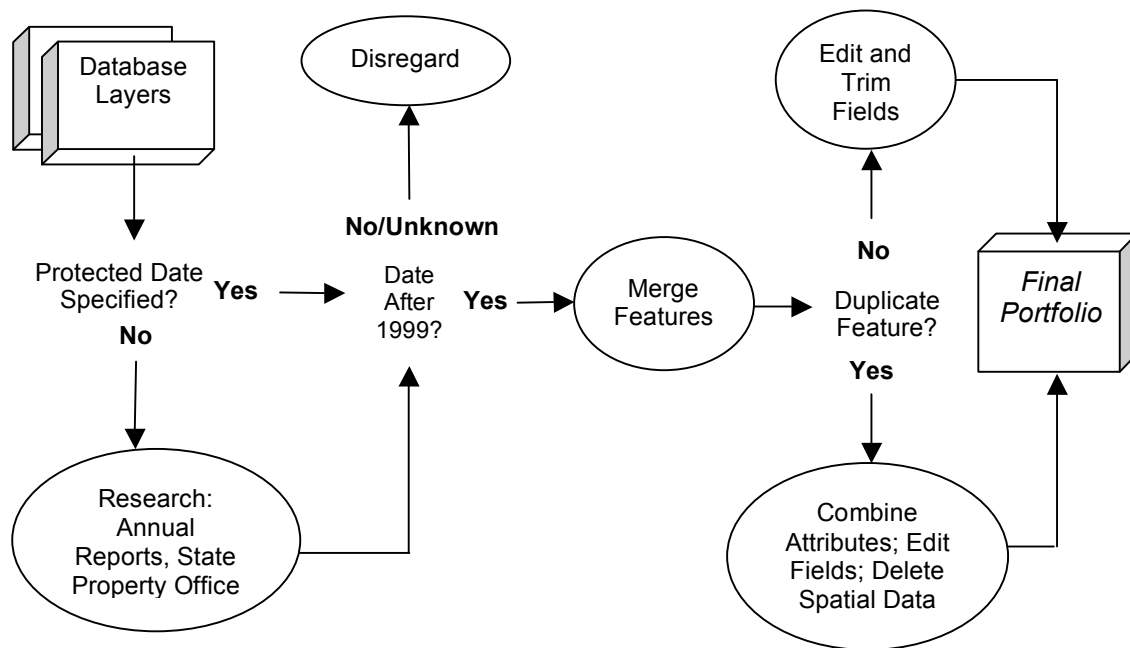 Database
Layers
Disregard
Edit and
Trim
Fields
No/Unknown
Protected Date
Specified?
Yes
No
Date
After
1999?
Yes
Merge
Features
No
Duplicate
Feature?
Yes
Final
Portfolio
Research:
Annual
Reports, State
Property Office
Combine
Attributes; Edit
Fields; Delete
Spatial Data